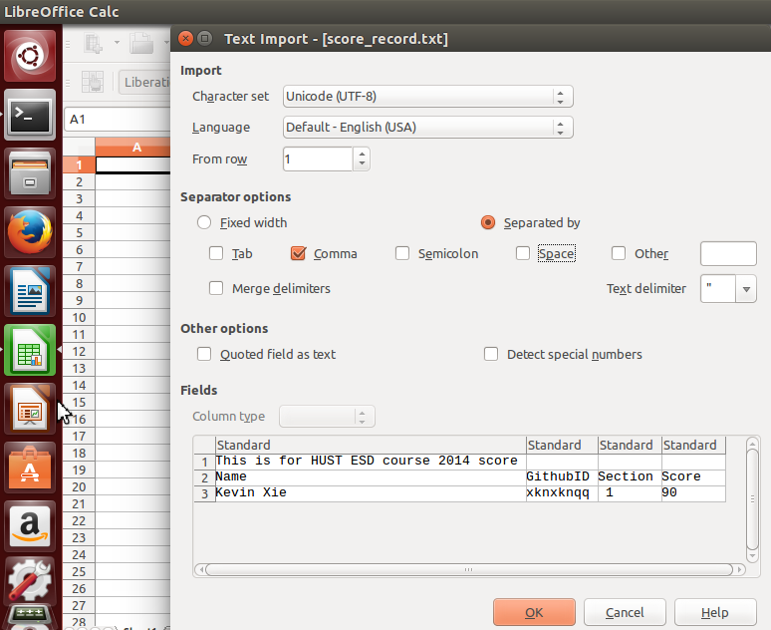 LibreOffice Calc
Text Import - [score_record.txt]
Import
Character set Unicode (UTF-8)
Language Default - English (USA)
From row 1
Separator options
Fixed width Separated by
Tab Comma Semicolon Space Other
Merge delimiters Text delimiter "
Other options
Quoted field as text Detect special numbers
Fields
Column type
Standard Standard Standard Standard
1 This is for HUST ESD course 2014 score
2 Name GithubID Section Score
3 Kevin Xie xknxknqq 1 90
OK Cancel Help
Liberati
A1
A
1
2
3
4
5
6
7
8
9
10
11
12
13
14
15
16
17
18
19
20
21
22
23
24
25
26
27
28